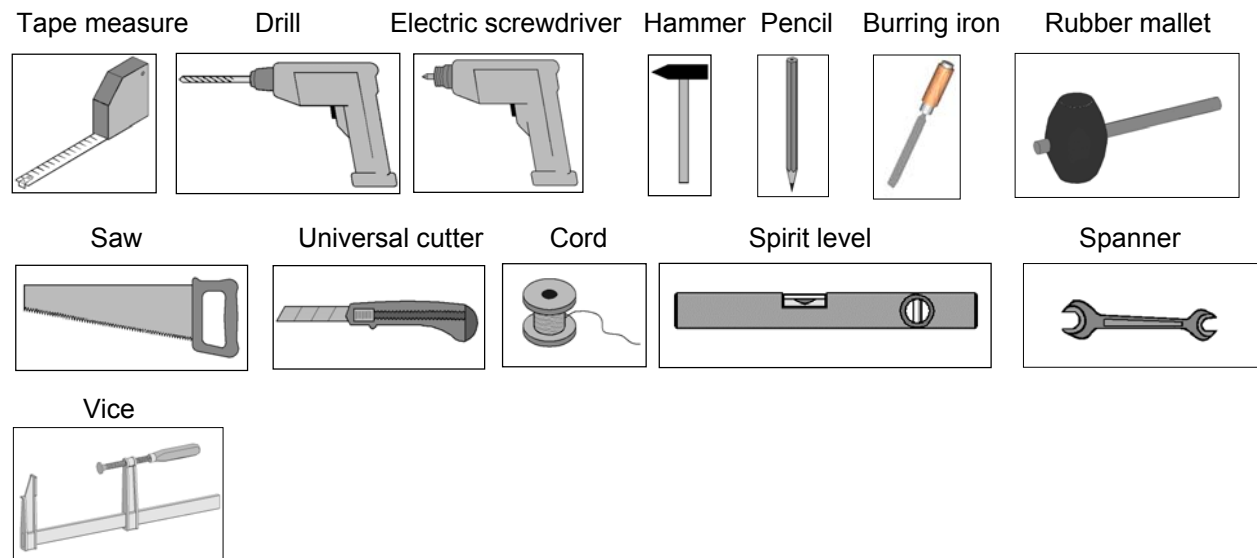 Tape measure Drill Electric screwdriver Hammer Pencil Burring iron Rubber mallet
Saw Universal cutter Cord Spirit level Spanner
Vice